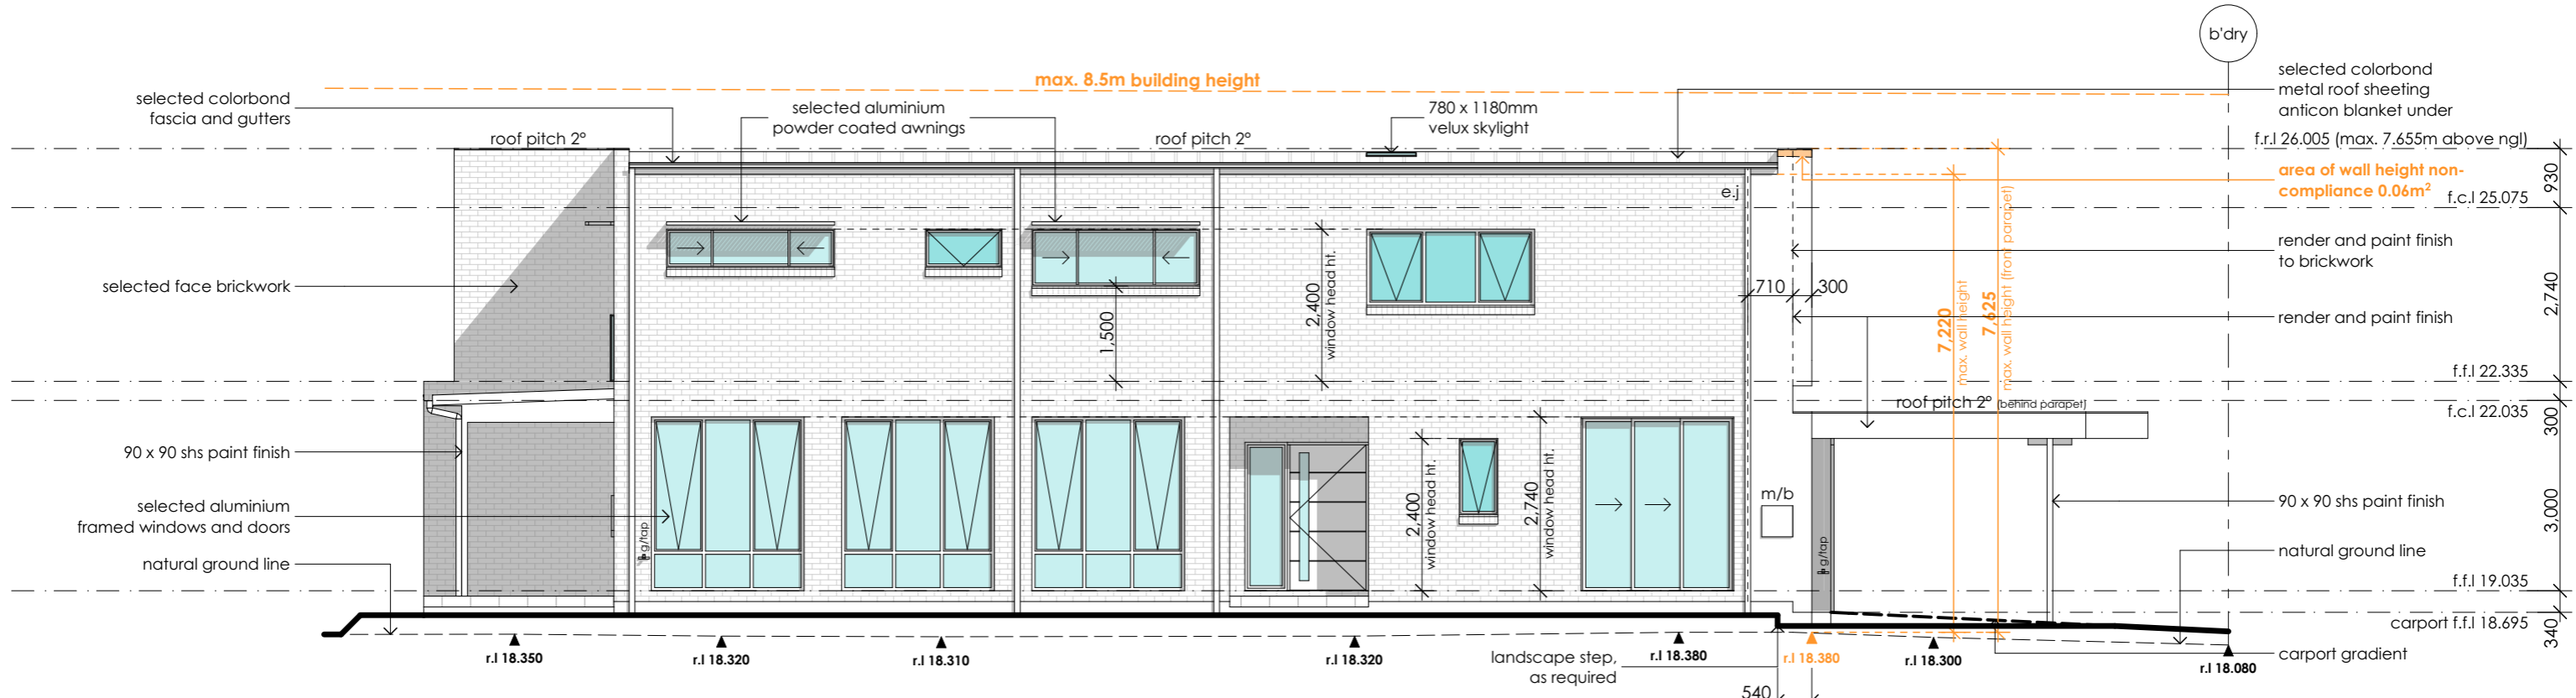 b'dry
max. 8.5m building height
selected colorbond
fascia and gutters
selected aluminium
powder coated awnings
780 x 1180mm
velux skylight
selected colorbond
metal roof sheeting
anticon blanket under
roof pitch 2°
roof pitch 2°
f.r.l 26.005 (max. 7.655m above ngl)
area of wall height non-
compliance 0.06m²
930
e.j
f.c.l 25.075
render and paint finish
to brickwork
selected face brickwork
2,400
window head ht.
1,500
710
300
7,220
max. wall height
7,625
max. wall height (front parapet)
2,740
render and paint finish
f.f.l 22.335
roof pitch 2° (behind parapet)
f.c.l 22.035
300
90 x 90 shs paint finish
2,400
window head ht.
2,740
window head ht.
m/b
90 x 90 shs paint finish
3,000
selected aluminium
framed windows and doors
g/tap
g/tap
natural ground line
natural ground line
f.f.l 19.035
carport f.f.l 18.695
340
r.l 18.350
r.l 18.320
r.l 18.310
r.l 18.320
landscape step,
as required
r.l 18.380
r.l 18.380
r.l 18.300
carport gradient
r.l 18.080
540